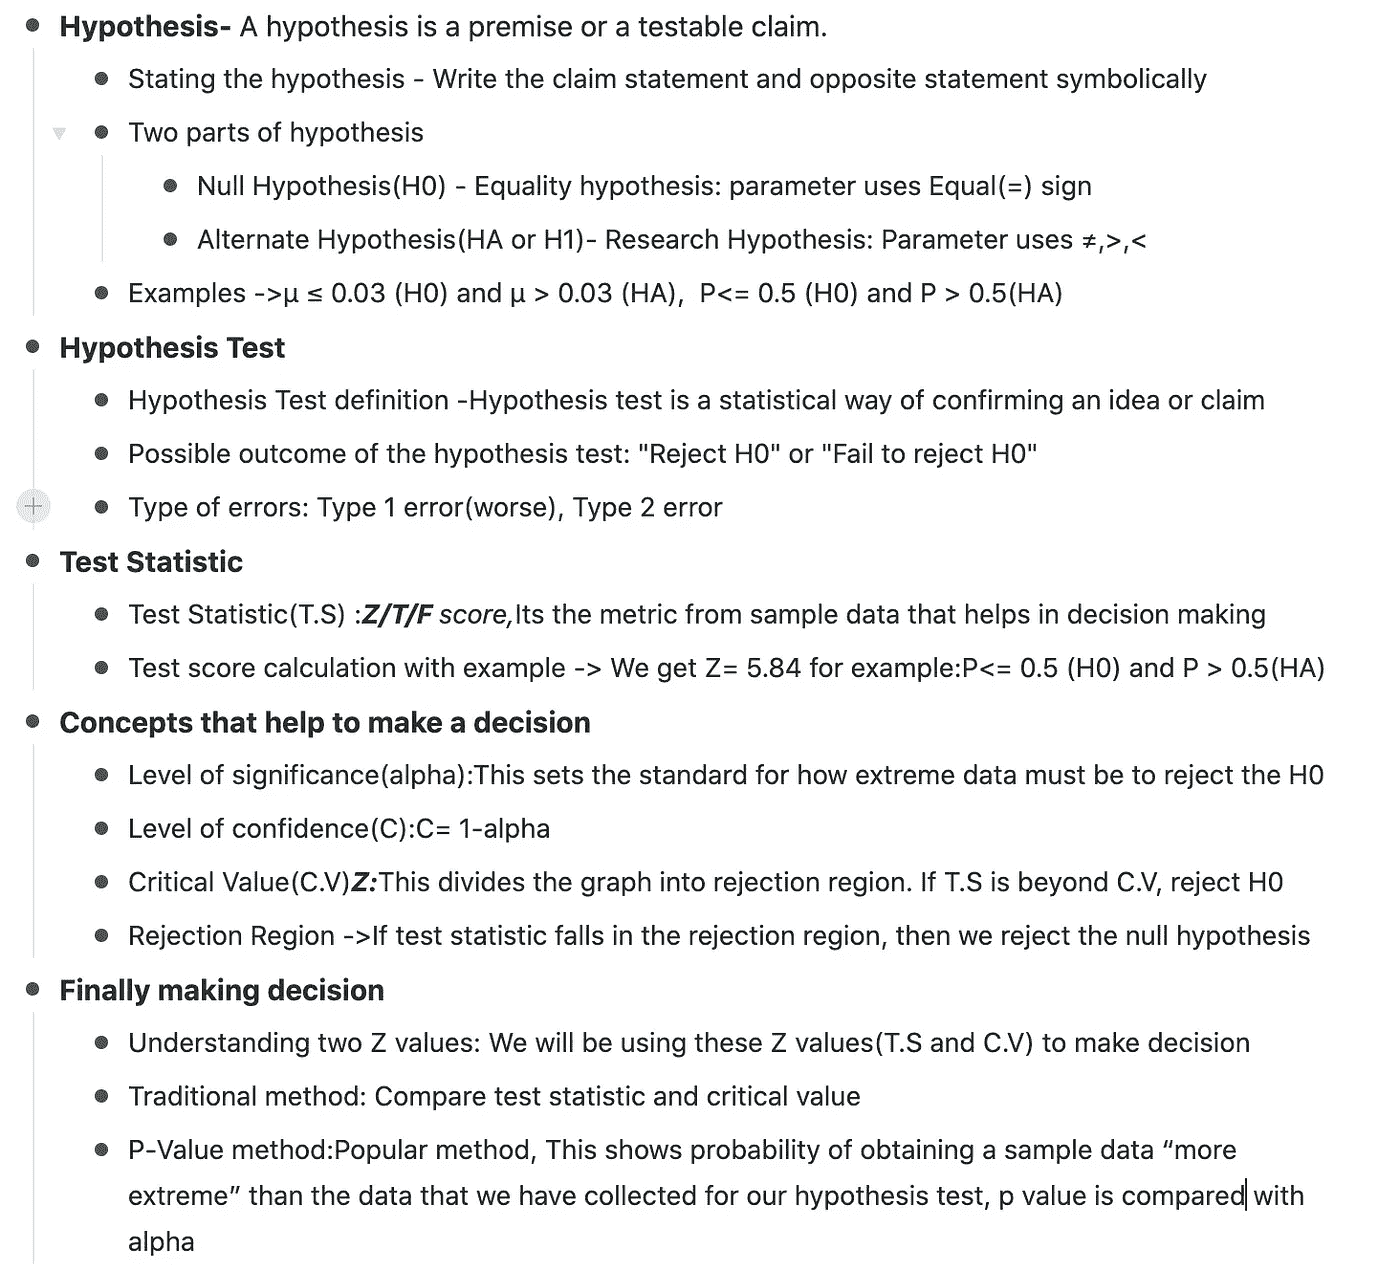 Hypothesis- A hypothesis is a premise or a testable claim.
Stating the hypothesis - Write the claim statement and opposite statement symbolically
Two parts of hypothesis
Null Hypothesis(H0) - Equality hypothesis: parameter uses Equal(=) sign
Alternate Hypothesis(HA or H1)- Research Hypothesis: Parameter uses ≠,>,<
Examples ->µ ≤ 0.03 (H0) and µ > 0.03 (HA),  P<= 0.5 (H0) and P > 0.5(HA)
Hypothesis Test
Hypothesis Test definition -Hypothesis test is a statistical way of confirming an idea or claim
Possible outcome of the hypothesis test: "Reject H0" or "Fail to reject H0"
Type of errors: Type 1 error(worse), Type 2 error
Test Statistic
Test Statistic(T.S) :Z/T/F score,Its the metric from sample data that helps in decision making
Test score calculation with example -> We get Z= 5.84 for example:P<= 0.5 (H0) and P > 0.5(HA)
Concepts that help to make a decision
Level of significance(alpha):This sets the standard for how extreme data must be to reject the H0
Level of confidence(C):C= 1-alpha
Critical Value(C.V)Z:This divides the graph into rejection region. If T.S is beyond C.V, reject H0
Rejection Region ->If test statistic falls in the rejection region, then we reject the null hypothesis
Finally making decision
Understanding two Z values: We will be using these Z values(T.S and C.V) to make decision
Traditional method: Compare test statistic and critical value
P-Value method:Popular method, This shows probability of obtaining a sample data “more
extreme” than the data that we have collected for our hypothesis test, p value is compared with
alpha